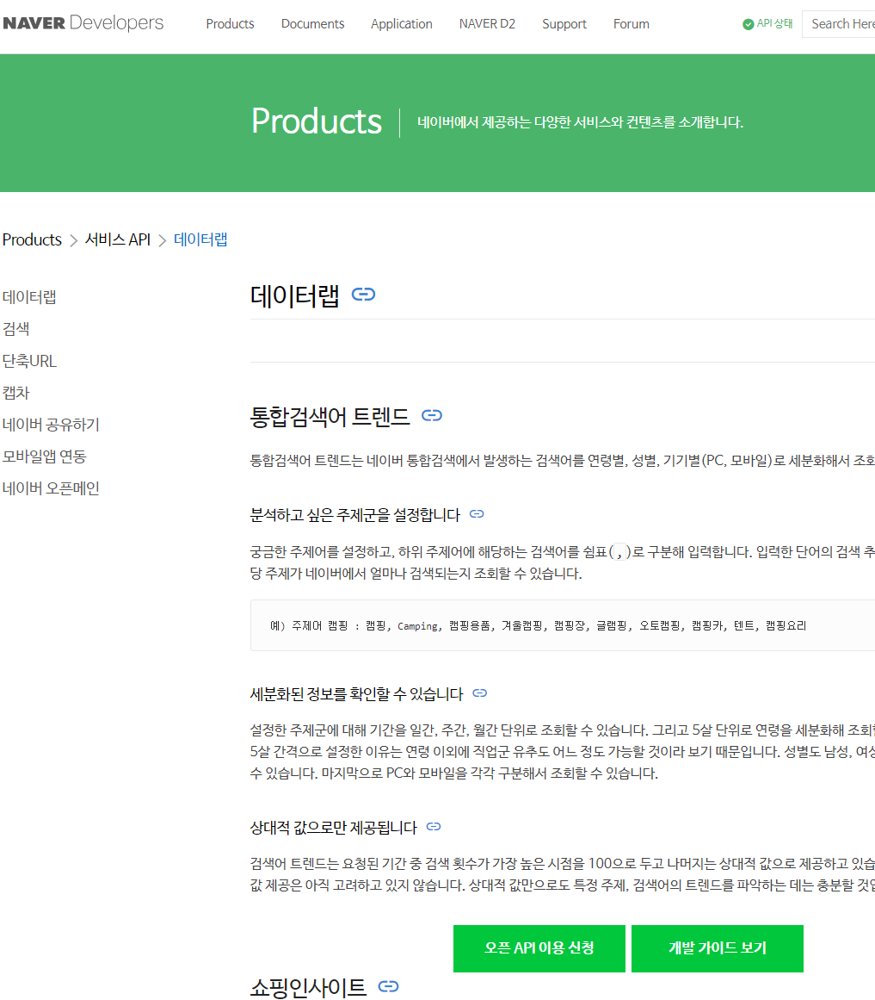 NAVER Developers Products Documents Application NAVER D2 Support Forum API 상태 Search Here
Products 네이버에서 제공하는 다양한 서비스와 컨텐츠를 소개합니다.
Products > 서비스 API > 데이터랩
데이터랩
검색
단축URL
캡차
네이버 공유하기
모바일앱 연동
네이버 오픈메인
데이터랩
통합검색어 트렌드
통합검색어 트렌드는 네이버 통합검색에서 발생하는 검색어를 연령별, 성별, 기기별(PC, 모바일)로 세분화해서 조회
분석하고 싶은 주제군을 설정합니다
궁금한 주제어를 설정하고, 하위 주제어에 해당하는 검색어를 쉼표(,)로 구분해 입력합니다. 입력한 단어의 검색 추
당 주제가 네이버에서 얼마나 검색되는지 조회할 수 있습니다.
예) 주제어 캠핑 : 캠핑, Camping, 캠핑용품, 겨울캠핑, 캠핑장, 글램핑, 오토캠핑, 캠핑카, 텐트, 캠핑요리
세분화된 정보를 확인할 수 있습니다
설정한 주제군에 대해 기간을 일간, 주간, 월간 단위로 조회할 수 있습니다. 그리고 5살 단위로 연령을 세분화해 조회
5살 간격으로 설정한 이유는 연령 이외에 직업군 유추도 어느 정도 가능할 것이라 보기 때문입니다. 성별도 남성, 여성
수 있습니다. 마지막으로 PC와 모바일을 각각 구분해서 조회할 수 있습니다.
상대적 값으로만 제공됩니다
검색어 트렌드는 요청된 기간 중 검색 횟수가 가장 높은 시점을 100으로 두고 나머지는 상대적 값으로 제공하고 있습
값 제공은 아직 고려하고 있지 않습니다. 상대적 값만으로도 특정 주제, 검색어의 트렌드를 파악하는 데는 충분할 것
오픈 API 이용 신청 개발 가이드 보기
쇼핑인사이트